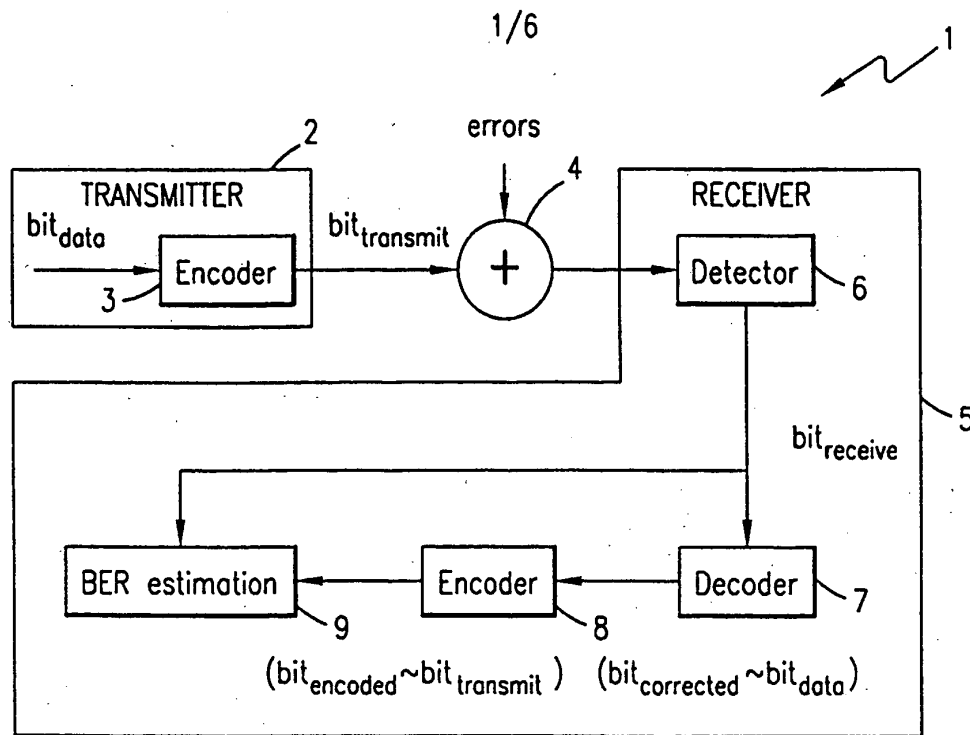 1/6
1
errors
2
4
TRANSMITTER
RECEIVER
bit_data
bit_transmit
Encoder
3
+
Detector
6
5
bit_receive
BER estimation
Encoder
Decoder
9
8
7
(bit_encoded~bit_transmit)
(bit_corrected~bit_data)